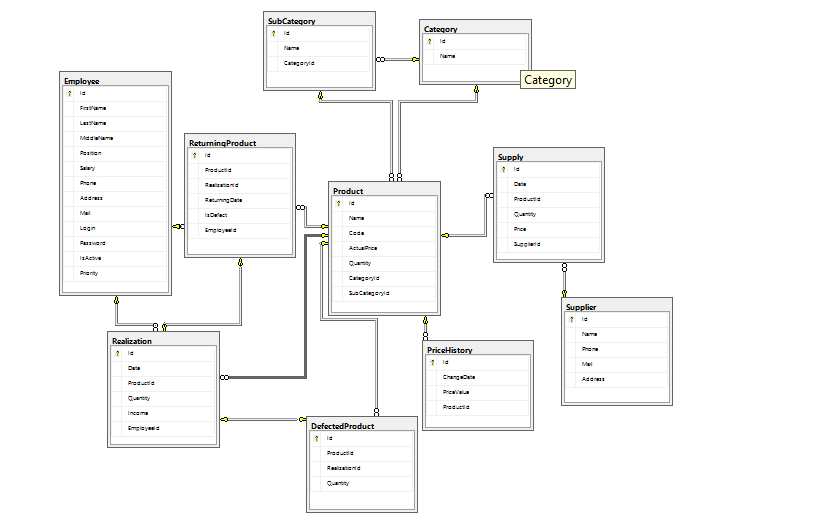 SubCategory
Id
Name
CategoryId
Category
Id
Name
Category
Employee
Id
FirstName
LastName
MiddleName
Position
Salary
Phone
Address
Mail
Login
Password
IsActive
Priority
ReturningProduct
Id
ProductId
RealizationId
ReturningDate
IsDefect
EmployeeId
Product
Id
Name
Code
ActualPrice
Quantity
CategoryId
SubCategoryId
Supply
Id
Date
ProductId
Quantity
Price
SupplierId
Supplier
Id
Name
Phone
Mail
Address
Realization
Id
Date
ProductId
Quantity
Income
EmployeeId
PriceHistory
Id
ChangeDate
PriceValue
ProductId
DefectedProduct
Id
ProductId
RealizationId
Quantity